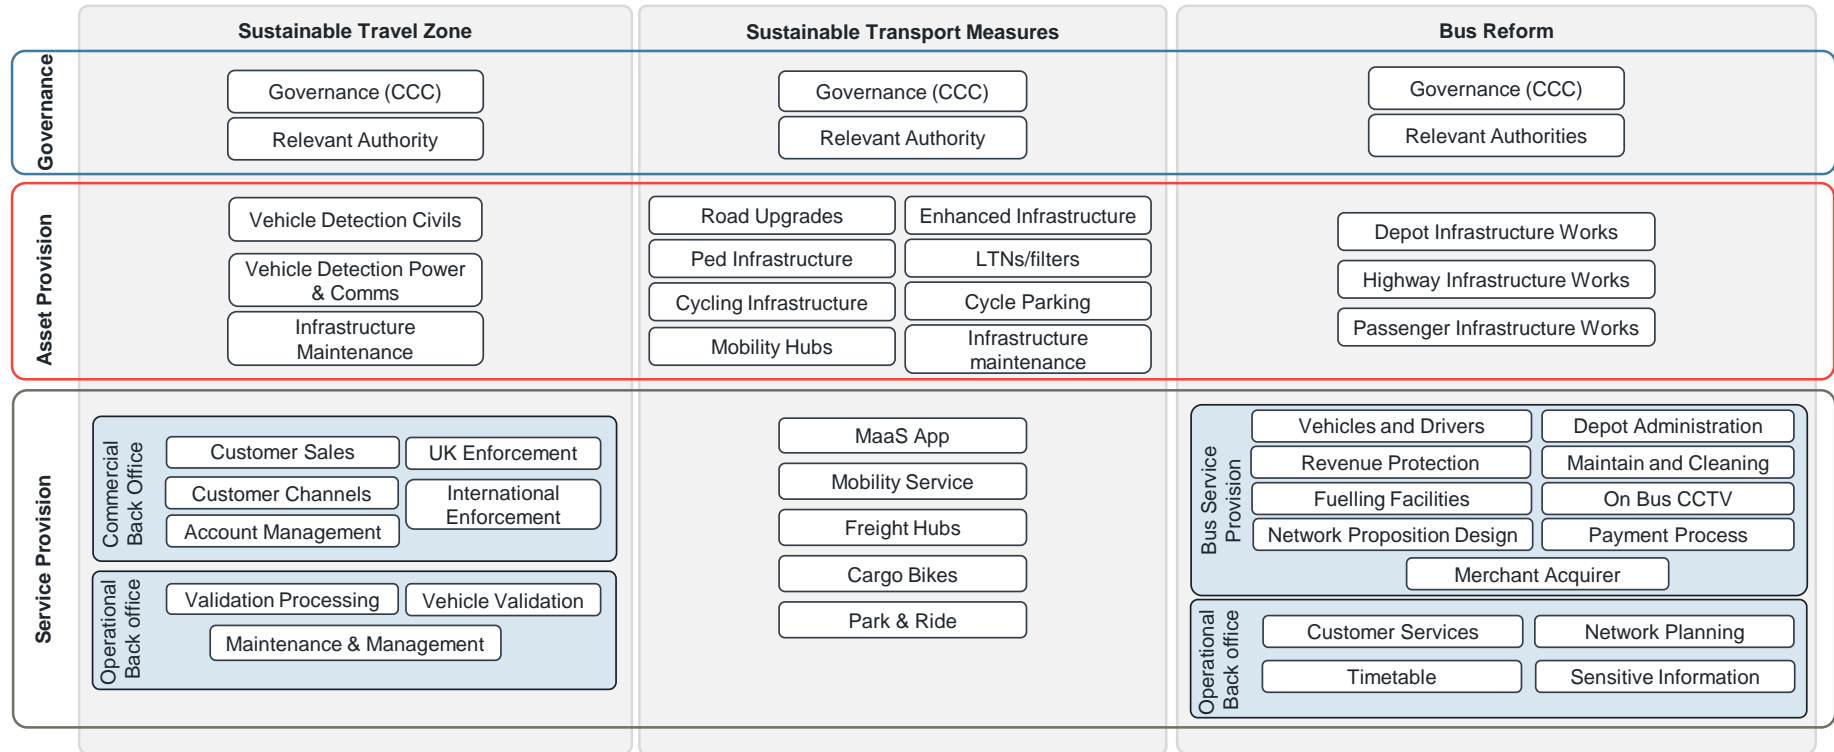 Sustainable Travel Zone
Sustainable Transport Measures
Bus Reform
Governance
Governance (CCC)
Relevant Authority
Governance (CCC)
Relevant Authority
Governance (CCC)
Relevant Authorities
Asset Provision
Vehicle Detection Civils
Vehicle Detection Power
& Comms
Infrastructure
Maintenance
Road Upgrades
Enhanced Infrastructure
Ped Infrastructure
LTNs/filters
Cycling Infrastructure
Cycle Parking
Mobility Hubs
Infrastructure
maintenance
Depot Infrastructure Works
Highway Infrastructure Works
Passenger Infrastructure Works
Service Provision
Commercial
Back Office
Customer Sales
UK Enforcement
Customer Channels
International
Enforcement
Account Management
Operational
Back office
Validation Processing
Vehicle Validation
Maintenance & Management
MaaS App
Mobility Service
Freight Hubs
Cargo Bikes
Park & Ride
Bus Service
Provision
Vehicles and Drivers
Depot Administration
Revenue Protection
Maintain and Cleaning
Fuelling Facilities
On Bus CCTV
Network Proposition Design
Payment Process
Merchant Acquirer
Operational
Back office
Customer Services
Network Planning
Timetable
Sensitive Information